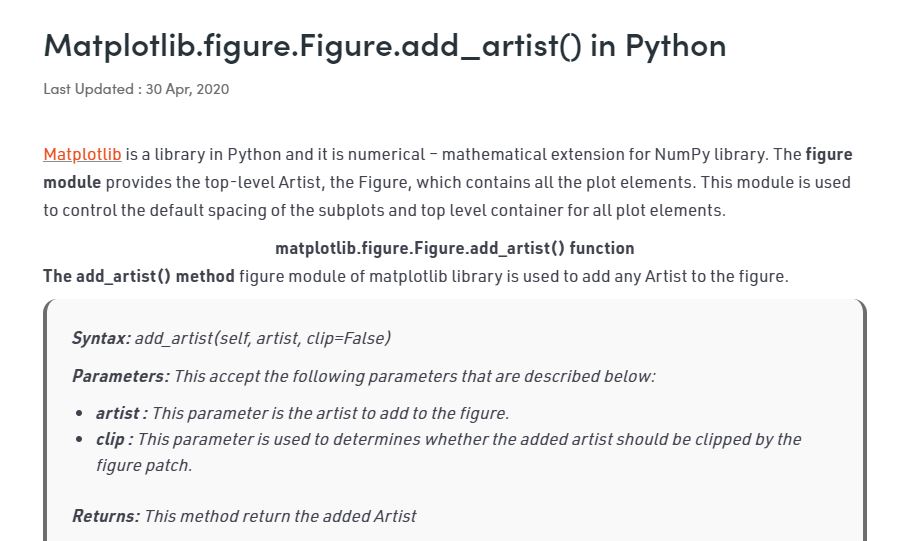 Matplotlib.figure.Figure.add_artist() in Python
Last Updated : 30 Apr, 2020
Matplotlib is a library in Python and it is numerical – mathematical extension for NumPy library. The figure
module provides the top-level Artist, the Figure, which contains all the plot elements. This module is used
to control the default spacing of the subplots and top level container for all plot elements.
matplotlib.figure.Figure.add_artist() function
The add_artist() method figure module of matplotlib library is used to add any Artist to the figure.
Syntax: add_artist(self, artist, clip=False)
Parameters: This accept the following parameters that are described below:
• artist : This parameter is the artist to add to the figure.
• clip : This parameter is used to determines whether the added artist should be clipped by the
figure patch.
Returns: This method return the added Artist